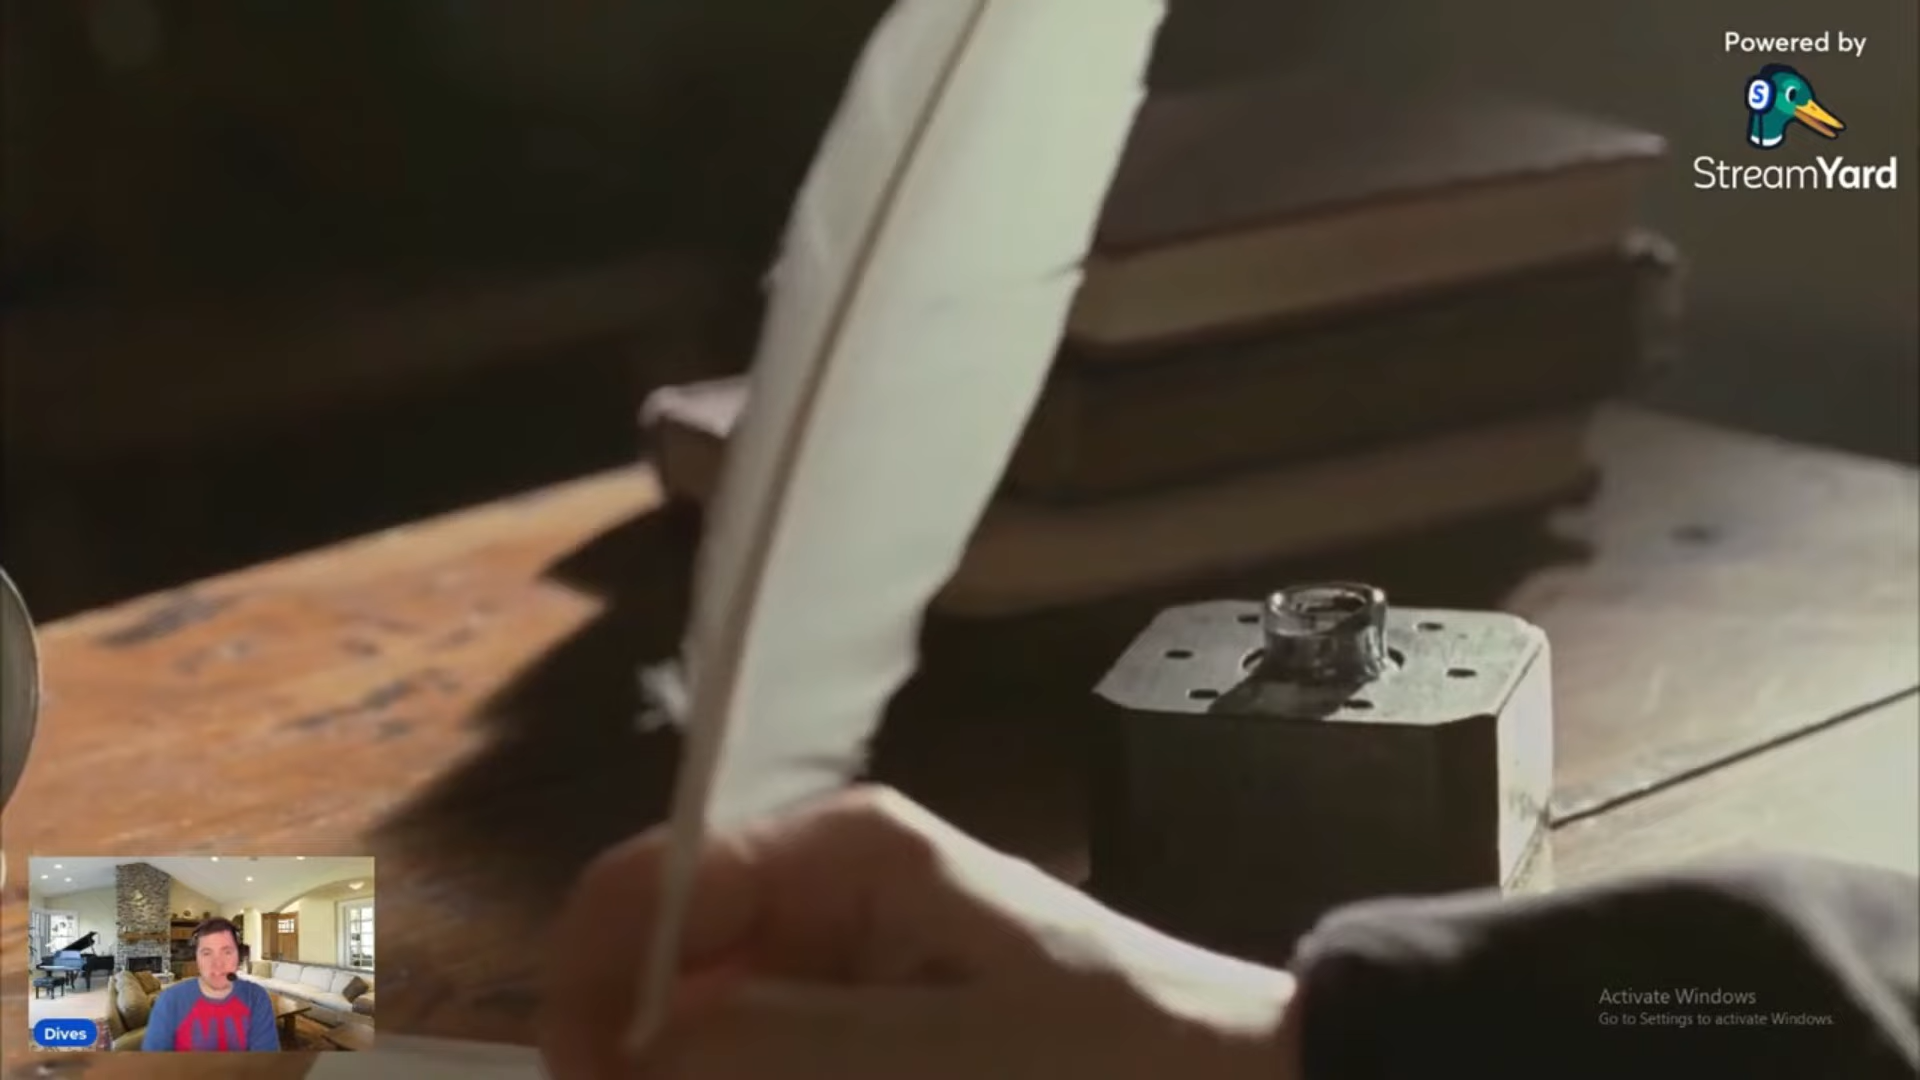 Powered by
StreamYard
Activate Windows
Go to Settings to activate Windows.
Dives